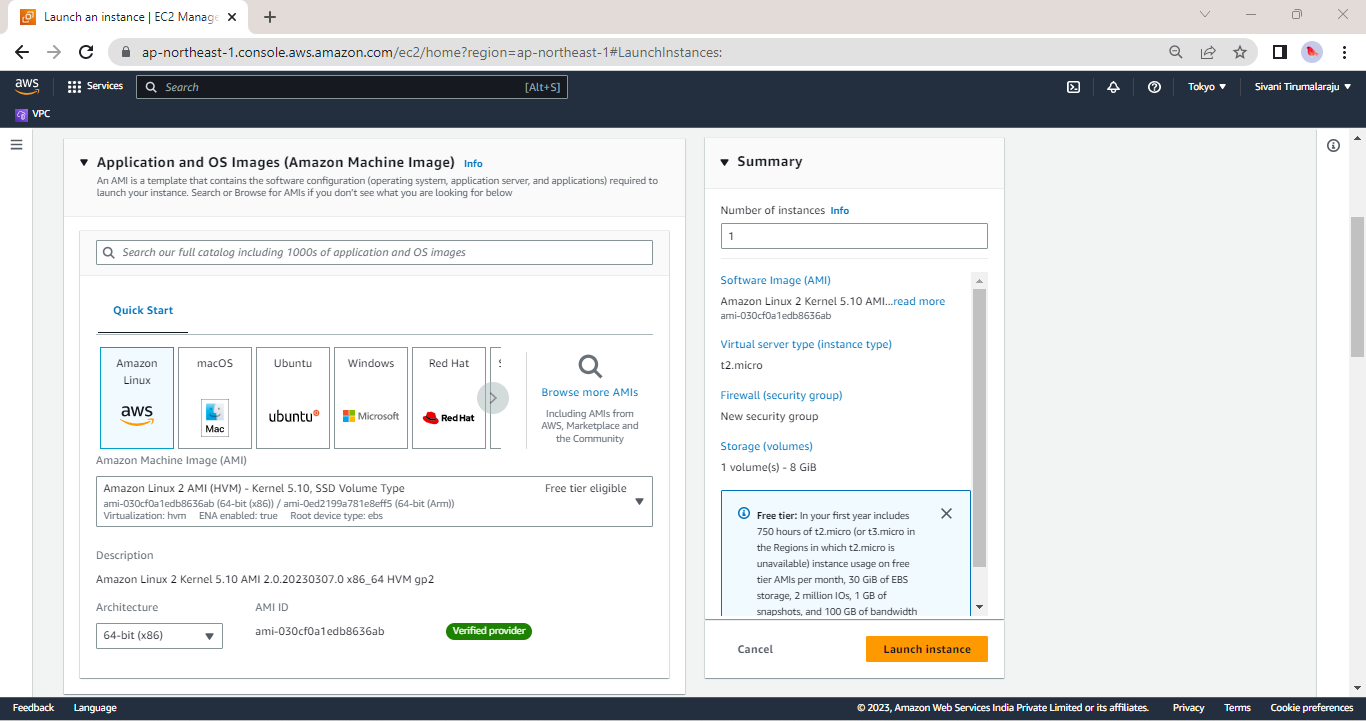 Launch an instance | EC2 Manage
ap-northeast-1.console.aws.amazon.com/ec2/home?region=ap-northeast-1#LaunchInstances:
aws
Services
Search
[Alt+S]
Tokyo
Sivani Tirumalaraju
VPC
Application and OS Images (Amazon Machine Image) Info
An AMI is a template that contains the software configuration (operating system, application server, and applications) required to
launch your instance. Search or Browse for AMIs if you don't see what you are looking for below
Search our full catalog including 1000s of application and OS images
Quick Start
Amazon
Linux
aws
macOS
Mac
Ubuntu
ubuntu
Windows
Microsoft
Red Hat
Red Hat
Browse more AMIs
Including AMIs from
AWS, Marketplace and
the Community
Amazon Machine Image (AMI)
Amazon Linux 2 AMI (HVM) - Kernel 5.10, SSD Volume Type
Free tier eligible
ami-030cf0a1edb8636ab (64-bit (x86)) / ami-0ed2199a781e8eff5 (64-bit (Arm))
Virtualization: hvm ENA enabled: true Root device type: ebs
Description
Amazon Linux 2 Kernel 5.10 AMI 2.0.20230307.0 x86_64 HVM gp2
Architecture
AMI ID
64-bit (x86)
ami-030cf0a1edb8636ab
Verified provider
Summary
Number of instances Info
1
Software Image (AMI)
Amazon Linux 2 Kernel 5.10 AMI...read more
ami-030cf0a1edb8636ab
Virtual server type (instance type)
t2.micro
Firewall (security group)
New security group
Storage (volumes)
1 volume(s) - 8 GiB
Free tier: In your first year includes
750 hours of t2.micro (or t3.micro in
the Regions in which t2.micro is
unavailable) instance usage on free
tier AMIs per month, 30 GiB of EBS
storage, 2 million IOs, 1 GB of
snapshots, and 100 GB of bandwidth
Cancel
Launch instance
Feedback
Language
© 2023, Amazon Web Services India Private Limited or its affiliates.
Privacy
Terms
Cookie preferences